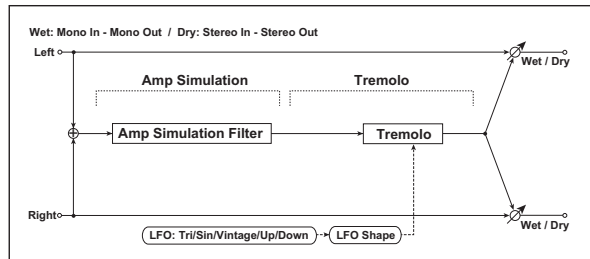 Wet: Mono In - Mono Out / Dry: Stereo In - Stereo Out
Left
Wet / Dry
Amp Simulation
Tremolo
Amp Simulation Filter
Tremolo
Right
Wet / Dry
LFO: Tri/Sin/Vintage/Up/Down
LFO Shape